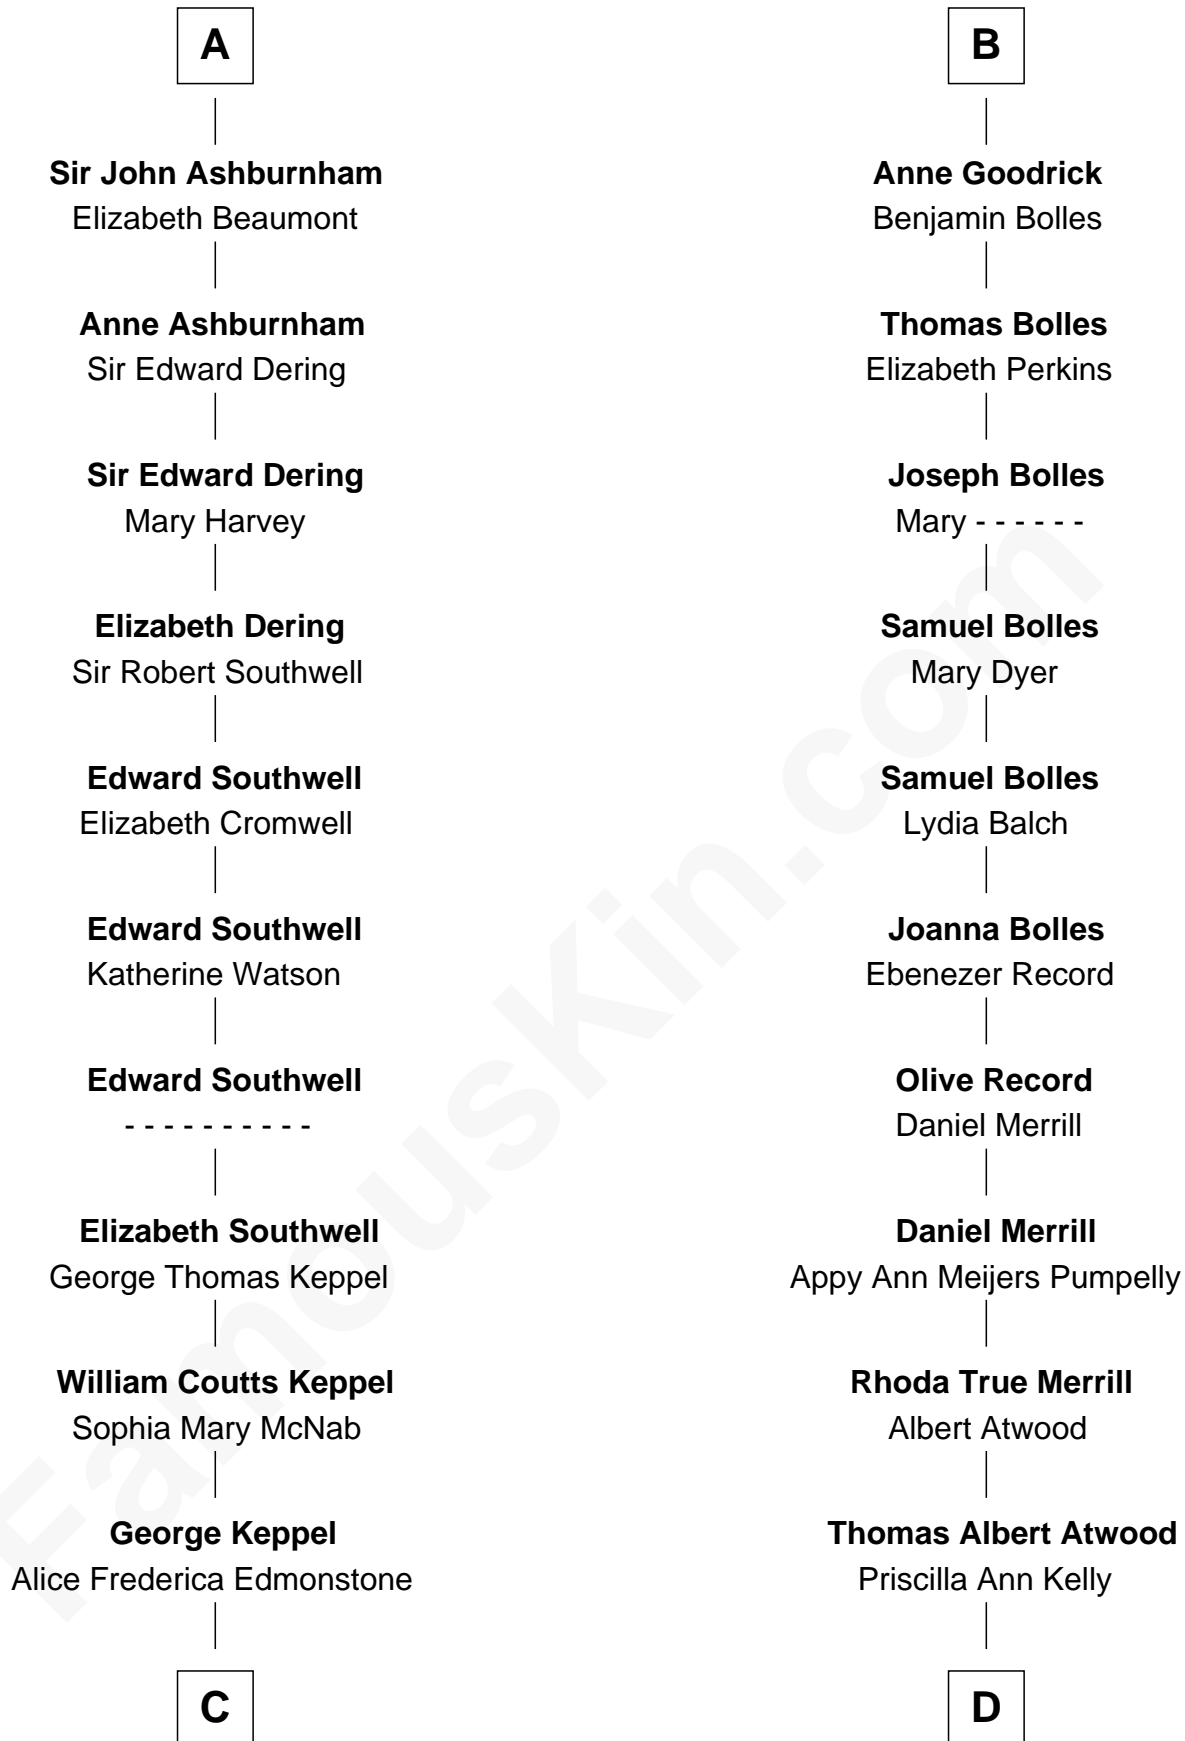 A
Sir John Ashburnham
Elizabeth Beaumont
Anne Ashburnham
Sir Edward Dering
Sir Edward Dering
Mary Harvey
Elizabeth Dering
Sir Robert Southwell
Edward Southwell
Elizabeth Cromwell
Edward Southwell
Katherine Watson
Edward Southwell
- - - - - - - - - -
Elizabeth Southwell
George Thomas Keppel
William Coutts Keppel
Sophia Mary McNab
George Keppel
Alice Frederica Edmonstone
C
B
Anne Goodrick
Benjamin Bolles
Thomas Bolles
Elizabeth Perkins
Joseph Bolles
Mary - - - - - -
Samuel Bolles
Mary Dyer
Samuel Bolles
Lydia Balch
Joanna Bolles
Ebenezer Record
Olive Record
Daniel Merrill
Daniel Merrill
Appy Ann Meijers Pumpelly
Rhoda True Merrill
Albert Atwood
Thomas Albert Atwood
Priscilla Ann Kelly
D
FamousKin.com